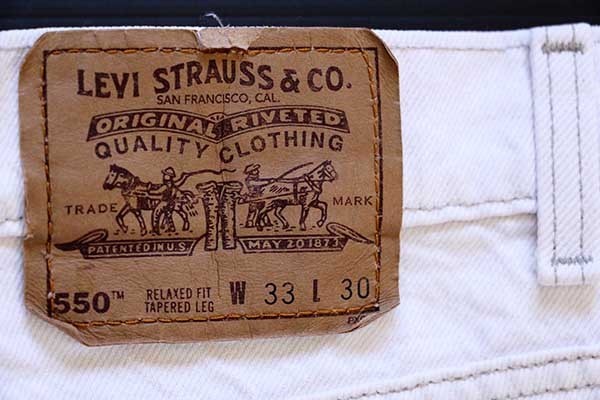 LEVI STRAUSS & CO.
SAN FRANCISCO, CAL.
ORIGINAL RIVETED
QUALITY CLOTHING
TRADE MARK
PATENTED IN U.S. MAY 20 1873
550™ RELAXED FIT W 33 L 30
TAPERED LEG